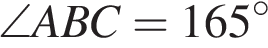 ∠ABC = 165°